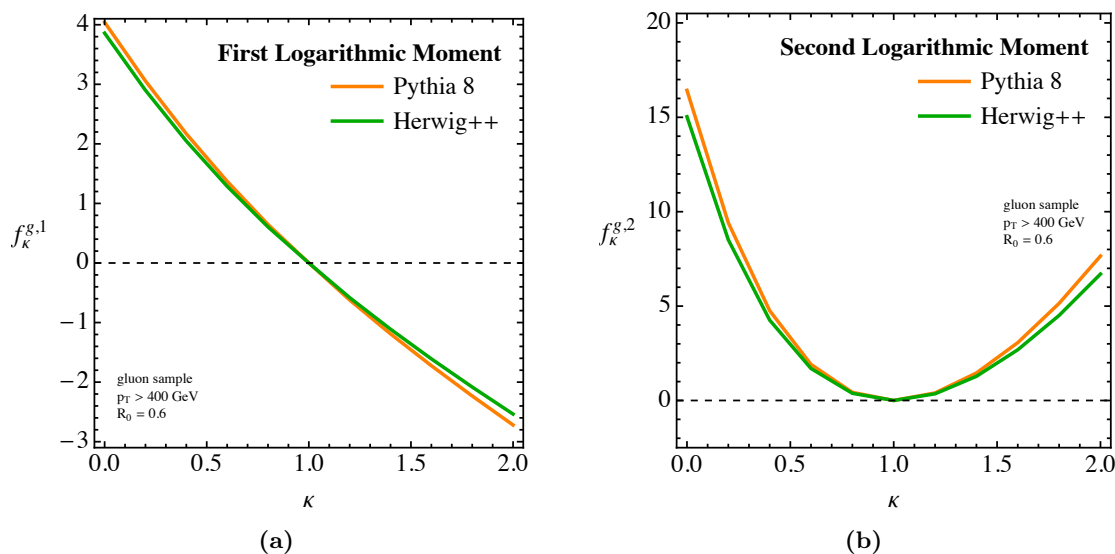 First Logarithmic Moment
Pythia 8
Herwig++
4
3
2
1
0
−1
−2
−3
f_κ^{g,1}
gluon sample
p_T > 400 GeV
R_0 = 0.6
0.0 0.5 1.0 1.5 2.0
κ
(a)
Second Logarithmic Moment
Pythia 8
Herwig++
20
15
10
5
0
f_κ^{g,2}
gluon sample
p_T > 400 GeV
R_0 = 0.6
0.0 0.5 1.0 1.5 2.0
κ
(b)